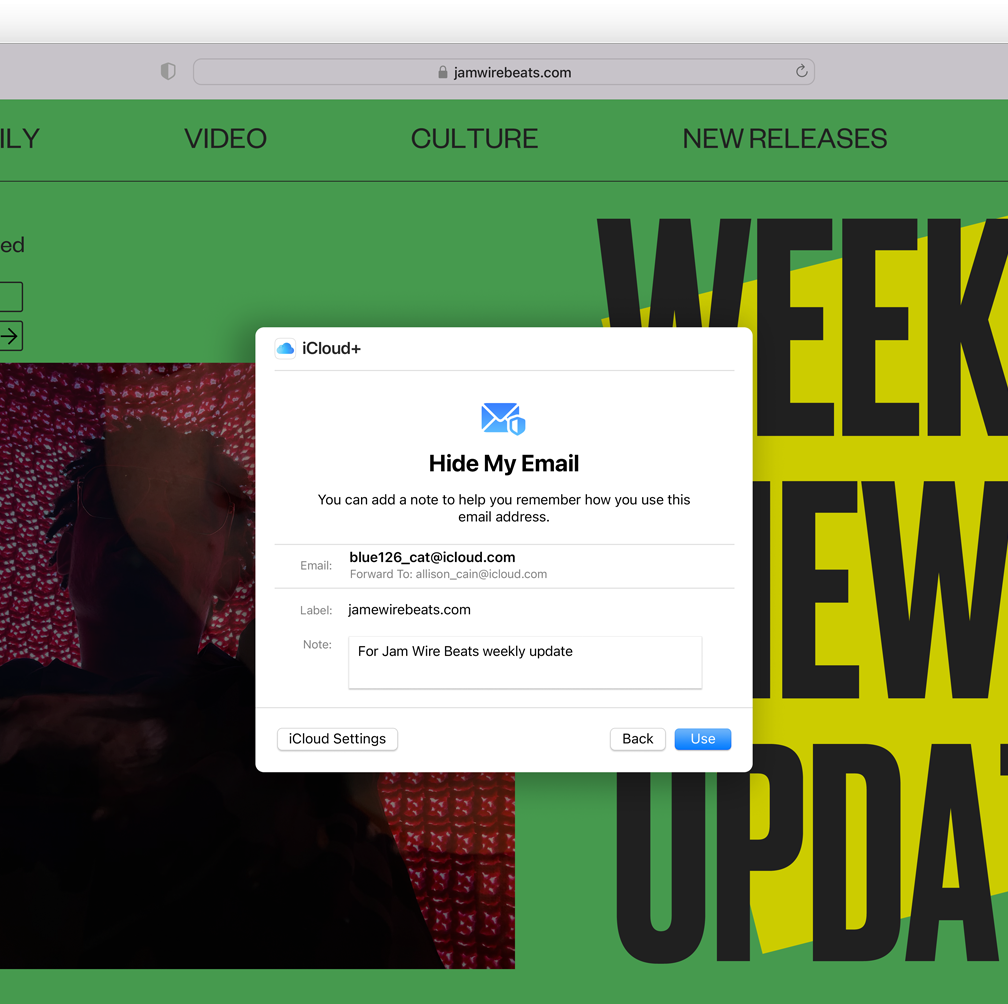 jamwirebeats.com
ILY VIDEO CULTURE NEW RELEASES
ed
WEEK
NEW
UPDAT
iCloud+
Hide My Email
You can add a note to help you remember how you use this
email address.
Email: blue126_cat@icloud.com
Forward To: allison_cain@icloud.com
Label: jamewirebeats.com
Note: For Jam Wire Beats weekly update
iCloud Settings Back Use